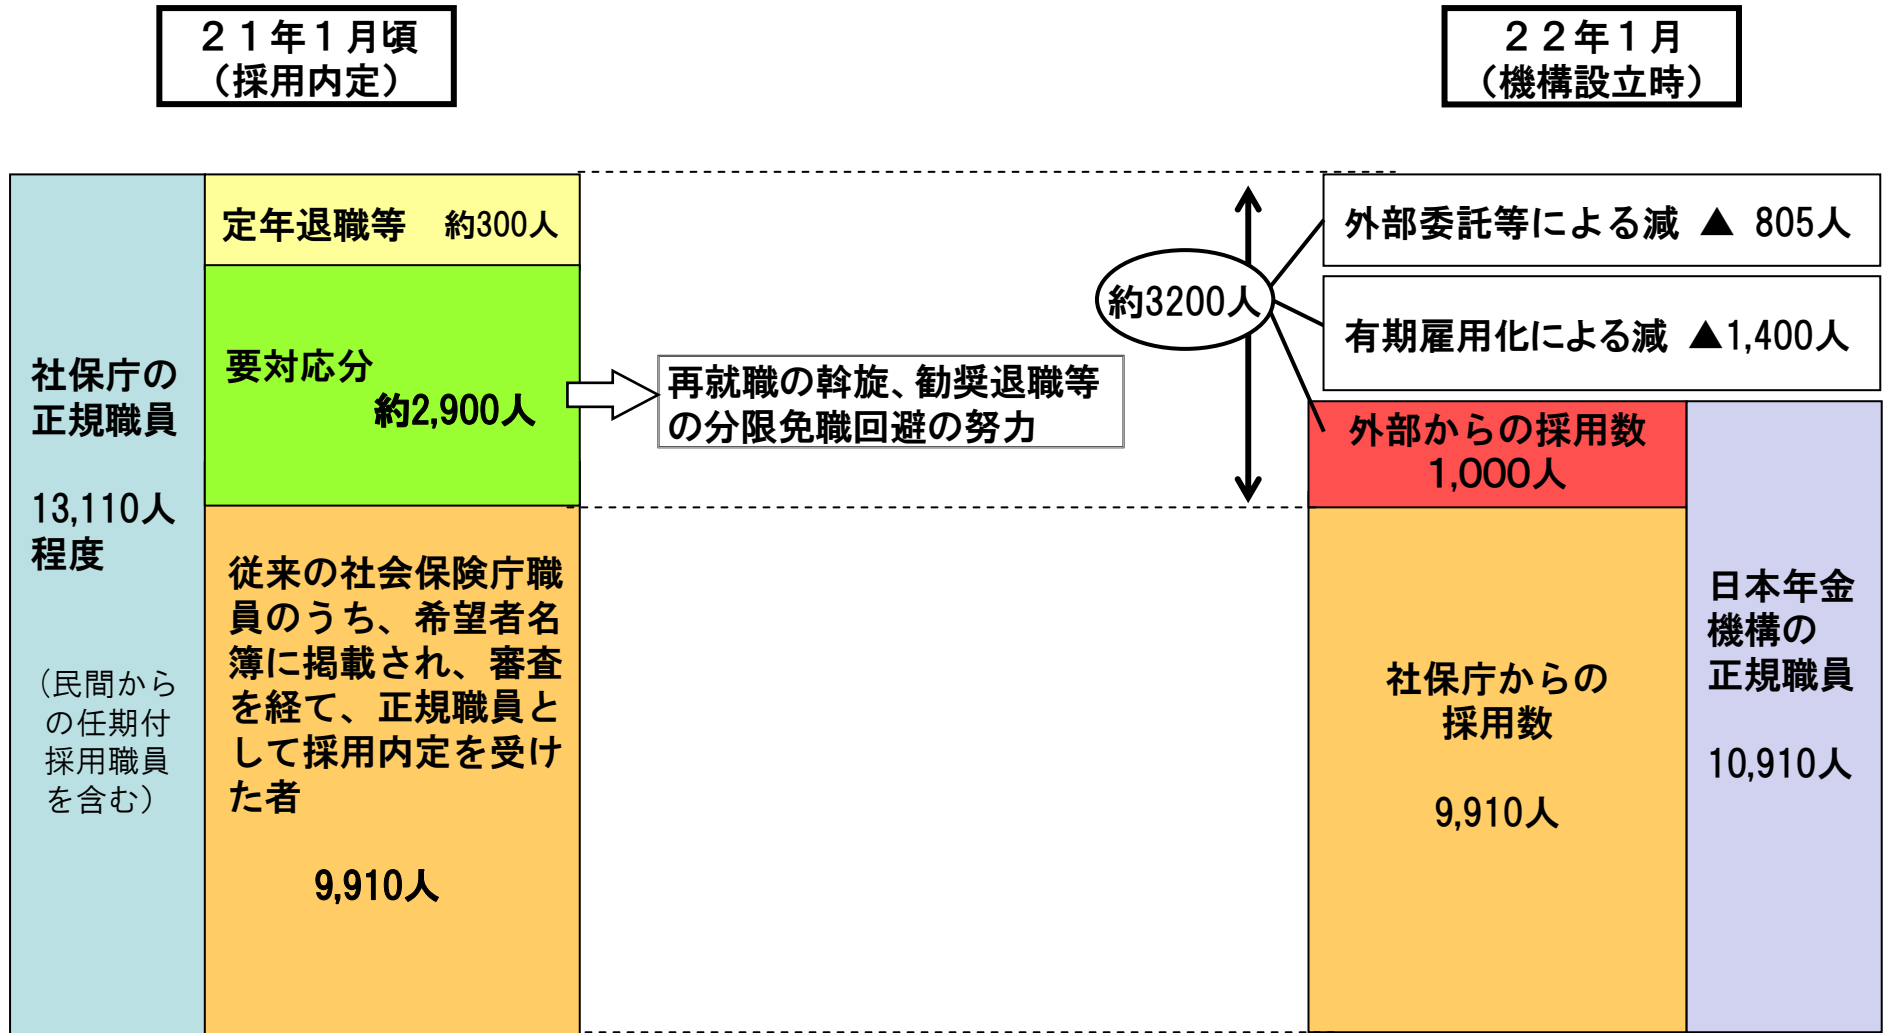 ２１年１月頃
（採用内定）
２２年１月
（機構設立時）
社保庁の
正規職員
13,110人
程度
（民間から
の任期付
採用職員
を含む）
定年退職等　約300人
要対応分
約2,900人
従来の社会保険庁職
員のうち、希望者名
簿に掲載され、審査
を経て、正規職員と
して採用内定を受け
た者
9,910人
再就職の斡旋、勧奨退職等
の分限免職回避の努力
約3200人
外部委託等による減 ▲ 805人
有期雇用化による減 ▲1,400人
外部からの採用数
1,000人
社保庁からの
採用数
9,910人
日本年金
機構の
正規職員
10,910人